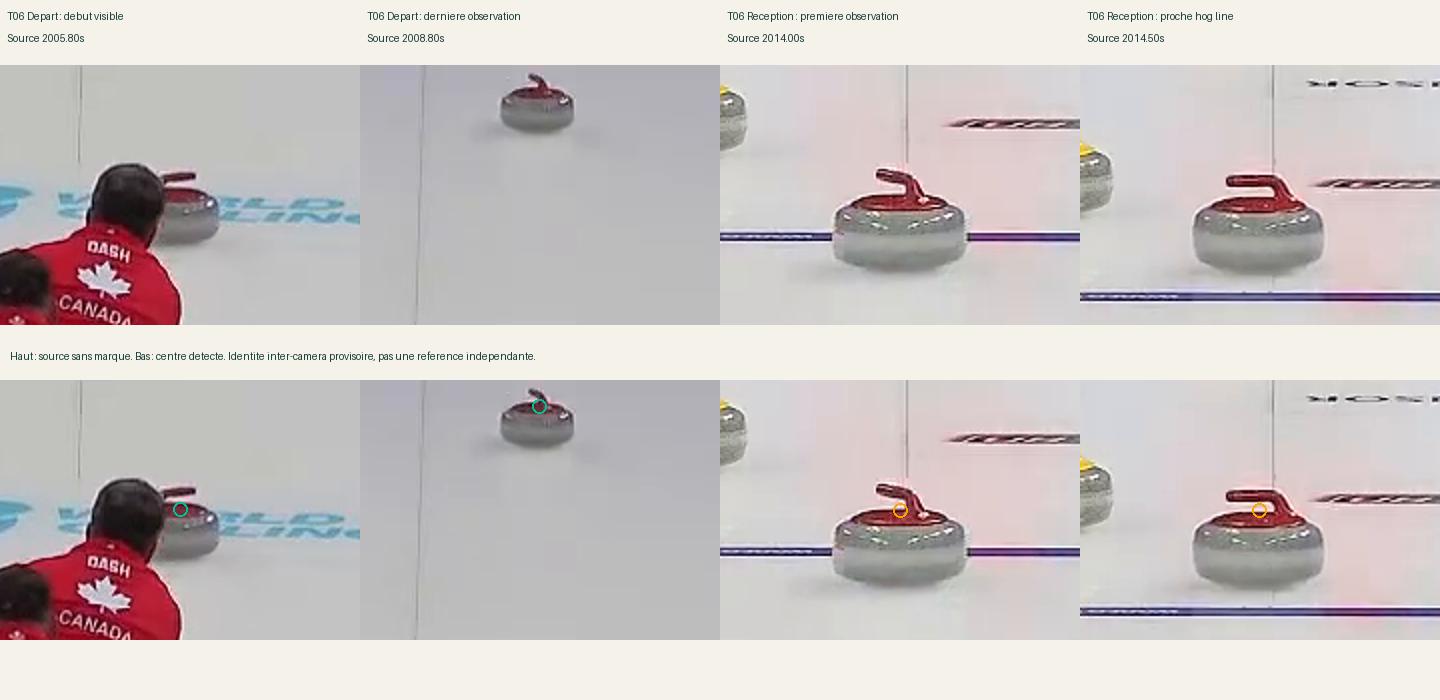 T06 Depart : debut visible
Source 2005.80s
T06 Depart : derniere observation
Source 2008.80s
T06 Reception : premiere observation
Source 2014.00s
T06 Reception : proche hog line
Source 2014.50s
DASH
CANADA
Haut : source sans marque. Bas : centre detecte. Identite inter-camera provisoire, pas une reference independante.
DASH
CANADA